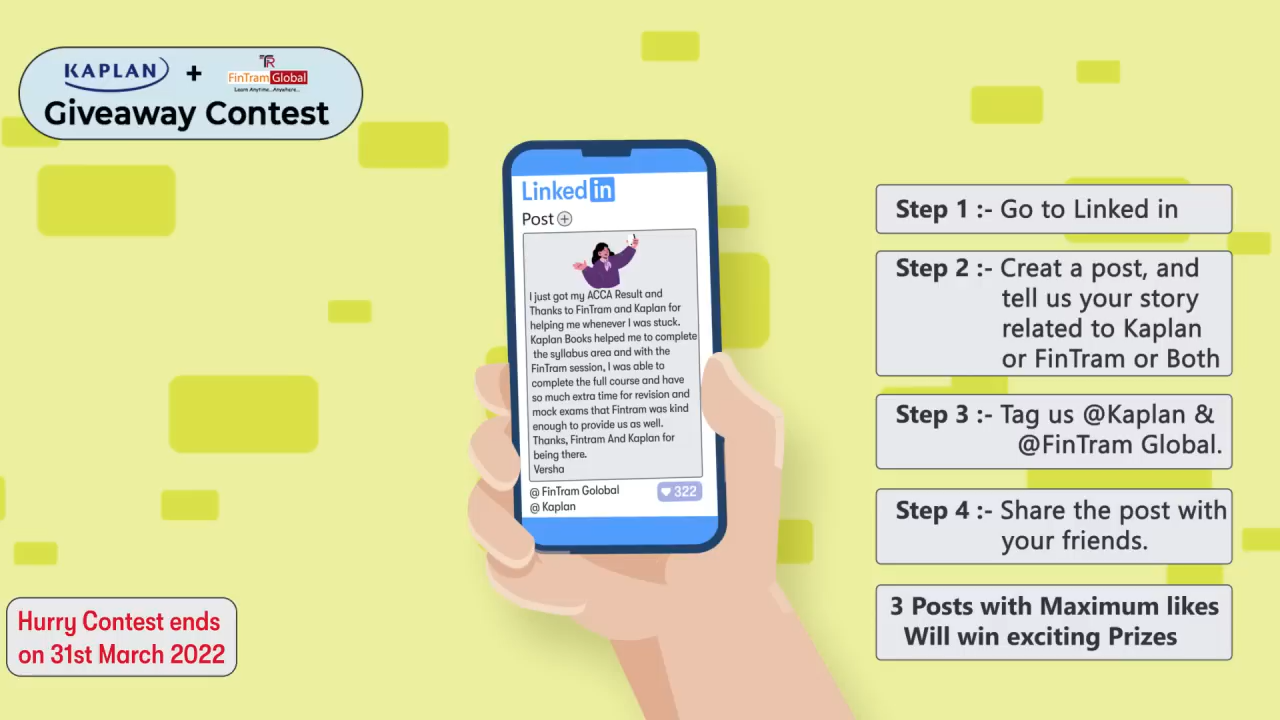 KAPLAN + TR
FinTram Global
Learn Anytime...Anywhere...
Giveaway Contest
Linked in
Post
I just got my ACCA Result and
Thanks to FinTram and Kaplan for
helping me whenever I was stuck.
Kaplan Books helped me to complete
the syllabus area and with the
FinTram session, I was able to
complete the full course and have
so much extra time for revision and
mock exams that Fintram was kind
enough to provide us as well.
Thanks, Fintram And Kaplan for
being there.
Versha
@ FinTram Golobal
322
@ Kaplan
Step 1 :- Go to Linked in
Step 2 :- Creat a post, and
tell us your story
related to Kaplan
or FinTram or Both
Step 3 :- Tag us @Kaplan &
@FinTram Global.
Step 4 :- Share the post with
your friends.
3 Posts with Maximum likes
Will win exciting Prizes
Hurry Contest ends
on 31st March 2022